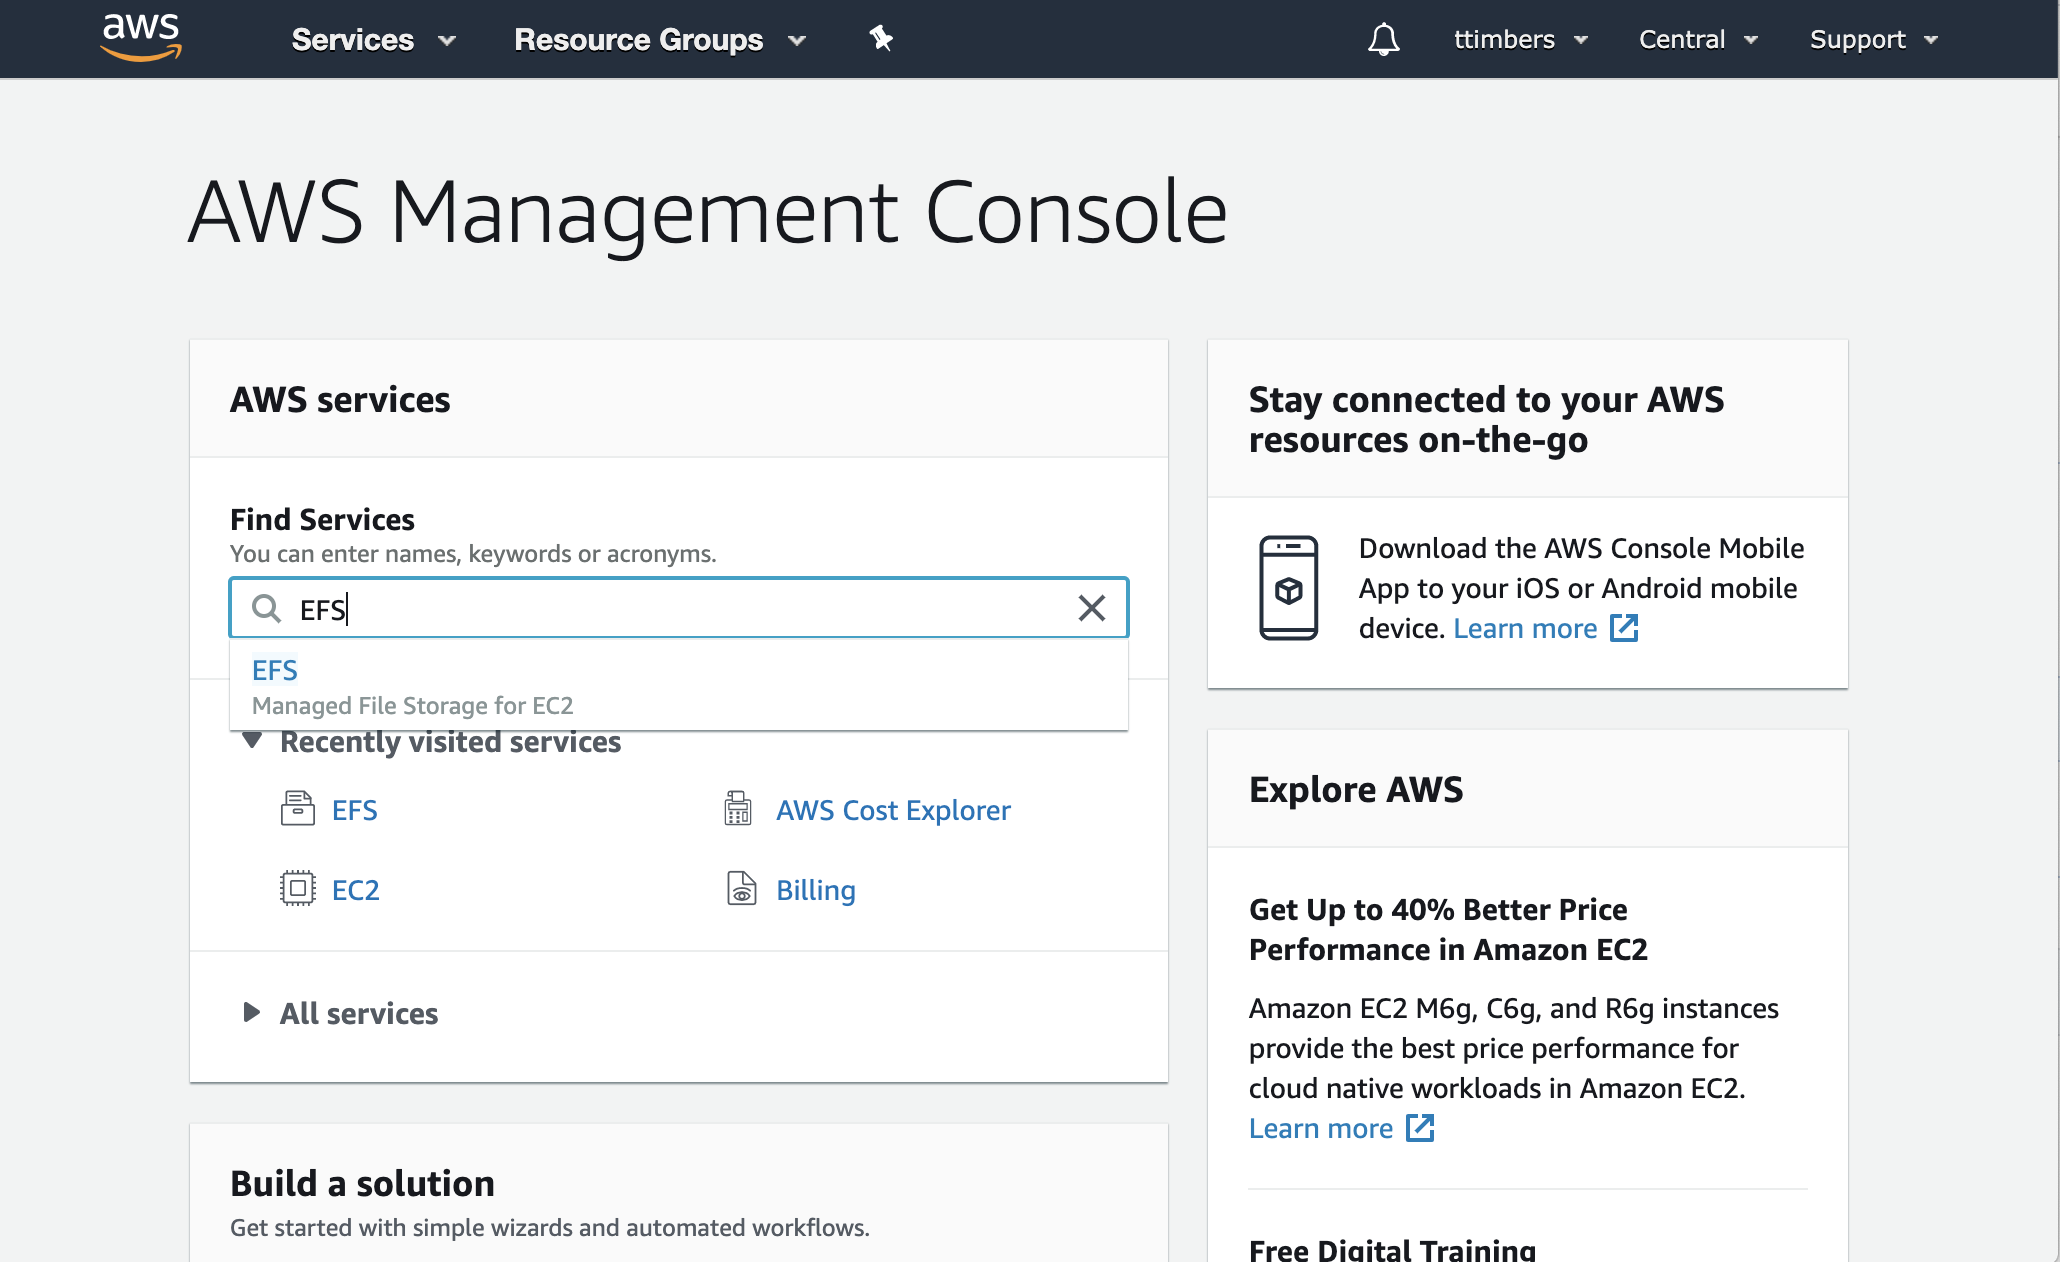 aws Services Resource Groups ttimbers Central Support
AWS Management Console
AWS services
Find Services
You can enter names, keywords or acronyms.
EFS
EFS
Managed File Storage for EC2
Recently visited services
EFS
AWS Cost Explorer
EC2
Billing
All services
Build a solution
Get started with simple wizards and automated workflows.
Stay connected to your AWS
resources on-the-go
Download the AWS Console Mobile
App to your iOS or Android mobile
device. Learn more
Explore AWS
Get Up to 40% Better Price
Performance in Amazon EC2
Amazon EC2 M6g, C6g, and R6g instances
provide the best price performance for
cloud native workloads in Amazon EC2.
Learn more
Free Digital Training